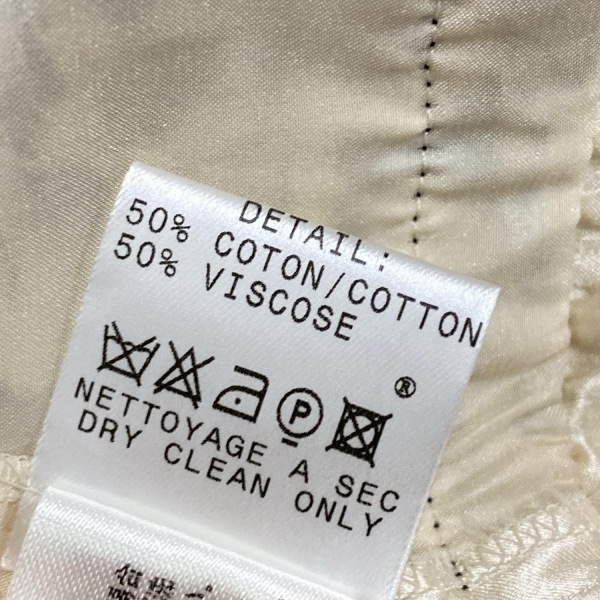 DETAIL:
50% COTON/COTTON
50% VISCOSE
®
P
NETTOYAGE A SEC
DRY CLEAN ONLY